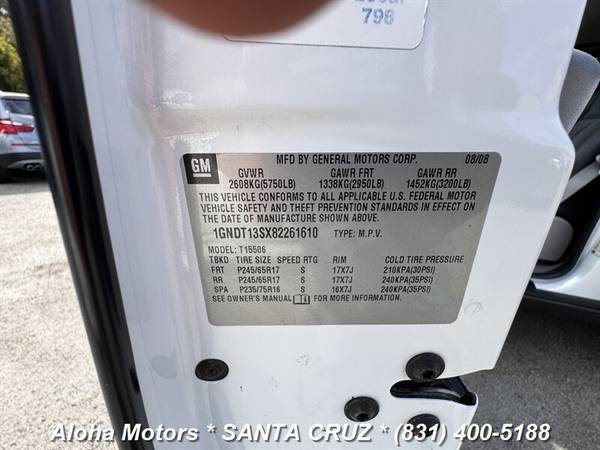 798
GM
MFD BY GENERAL MOTORS CORP. 08/08
GVWR GAWR FRT GAWR RR
2608KG(5750LB) 1338KG(2950LB) 1452KG(3200LB)
THIS VEHICLE CONFORMS TO ALL APPLICABLE U.S. FEDERAL MOTOR
VEHICLE SAFETY AND THEFT PREVENTION STANDARDS IN EFFECT ON
THE DATE OF MANUFACTURE SHOWN ABOVE.
1GNDT13SX82261610 TYPE: M.P.V.
MODEL: T15506
TBKD TIRE SIZE SPEED RTG RIM COLD TIRE PRESSURE
FRT P245/65R17 S 17X7J 210KPA(30PSI)
RR P245/65R17 S 17X7J 240KPA(35PSI)
SPA P235/75R16 S 16X7J 240KPA(35PSI)
SEE OWNER'S MANUAL FOR MORE INFORMATION.
Aloha Motors * SANTA CRUZ * (831) 400-5188